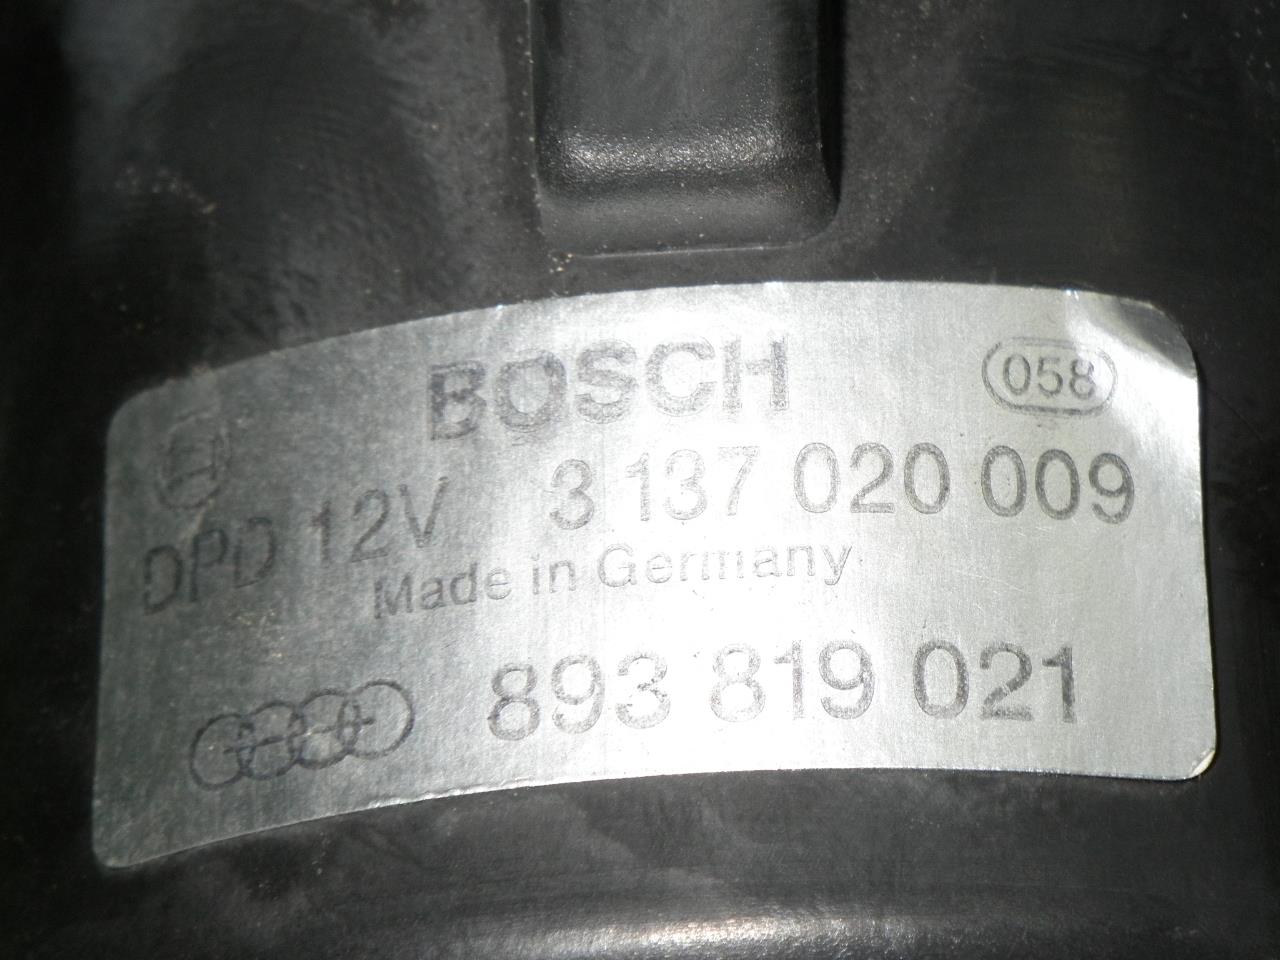 BOSCH 058
DPD 12V 3 137 020 009
Made in Germany
893 819 021